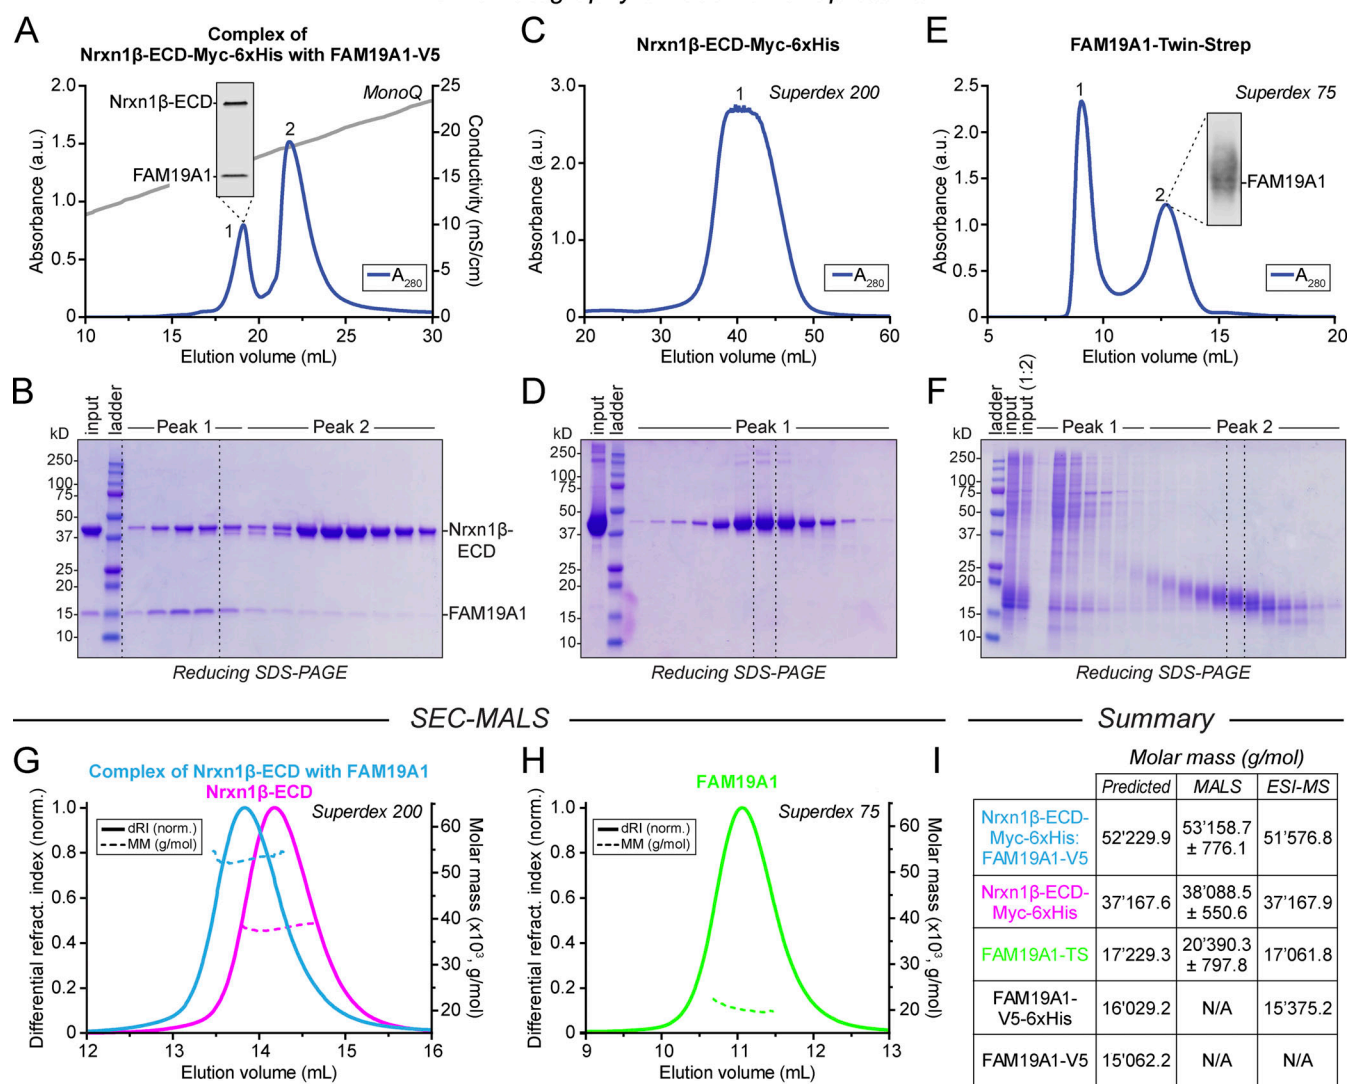 A
Complex of
Nrxn1β-ECD-Myc-6xHis with FAM19A1-V5
2.0
1.5
1.0
0.5
0
Absorbance (a.u.)
Nrxn1β-ECD
FAM19A1
MonoQ
1
2
A280
25
20
15
10
5
0
Conductivity (mS/cm)
10 15 20 25 30
Elution volume (mL)
C
Nrxn1β-ECD-Myc-6xHis
3.0
2.0
1.0
0
Absorbance (a.u.)
1
Superdex 200
A280
20 30 40 50 60
Elution volume (mL)
E
FAM19A1-Twin-Strep
2.5
2.0
1.5
1.0
0.5
0
Absorbance (a.u.)
1
2
Superdex 75
FAM19A1
A280
5 10 15 20
Elution volume (mL)
B
kD
input
ladder
Peak 1
Peak 2
250
100
75
50
37
25
20
15
10
Nrxn1β-
ECD
FAM19A1
Reducing SDS-PAGE
D
kD
input
ladder
Peak 1
250
100
75
50
37
25
20
15
10
Reducing SDS-PAGE
F
kD
ladder
input
input (1:2)
Peak 1
Peak 2
250
100
75
50
37
25
20
15
10
Reducing SDS-PAGE
SEC-MALS
Summary
G
Complex of Nrxn1β-ECD with FAM19A1
Nrxn1β-ECD
Superdex 200
dRI (norm.)
MM (g/mol)
1.0
0.8
0.6
0.4
0.2
0
Differential refract. index (norm.)
60
50
40
30
20
Molar mass (x10³, g/mol)
12 13 14 15 16
Elution volume (mL)
H
FAM19A1
Superdex 75
dRI (norm.)
MM (g/mol)
1.0
0.8
0.6
0.4
0.2
0
Differential refract. index (norm.)
60
50
40
30
20
Molar mass (x10³, g/mol)
9 10 11 12 13
Elution volume (mL)
I
Molar mass (g/mol)
Predicted MALS ESI-MS
Nrxn1β-ECD-
Myc-6xHis:
FAM19A1-V5
52'229.9
53'158.7
± 776.1
51'576.8
Nrxn1β-ECD-
Myc-6xHis
37'167.6
38'088.5
± 550.6
37'167.9
FAM19A1-TS
17'229.3
20'390.3
± 797.8
17'061.8
FAM19A1-
V5-6xHis
16'029.2
N/A
15'375.2
FAM19A1-V5
15'062.2
N/A
N/A